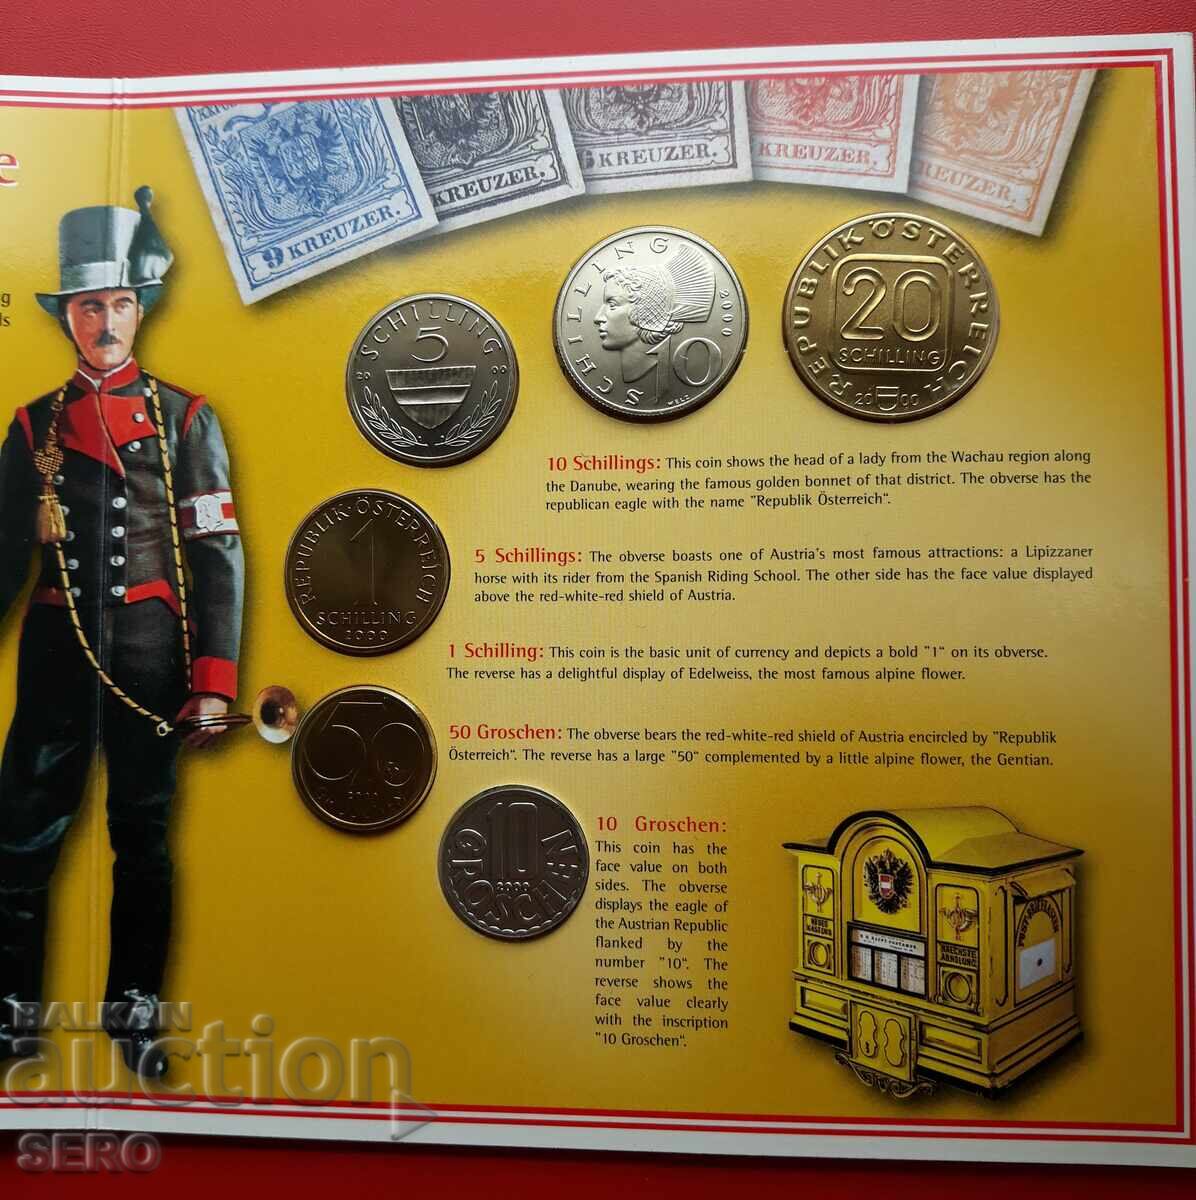 e
g
ls
9 KREUZER.
KREUZER.
6 KREUZER.
KREUZER.
KREUZER.
SCHILLING
5
20 00
SCHILLING
2000
10
REPUBLIK ÖSTERREICH
20
SCHILLING
20 00
10 Schillings: This coin shows the head of a lady from the Wachau region along
the Danube, wearing the famous golden bonnet of that district. The obverse has the
republican eagle with the name "Republik Österreich".
REPUBLIK · ÖSTERREICH
1
SCHILLING
2000
5 Schillings: The obverse boasts one of Austria's most famous attractions: a Lipizzaner
horse with its rider from the Spanish Riding School. The other side has the face value displayed
above the red-white-red shield of Austria.
1 Schilling: This coin is the basic unit of currency and depicts a bold "1" on its obverse.
The reverse has a delightful display of Edelweiss, the most famous alpine flower.
50
2000
GROSCHEN
50 Groschen: The obverse bears the red-white-red shield of Austria encircled by "Republik
Österreich". The reverse has a large "50" complemented by a little alpine flower, the Gentian.
10
2000
GROSCHEN
10 Groschen:
This coin has the
face value on both
sides. The obverse
displays the eagle of
the Austrian Republic
flanked by the
number "10". The
reverse shows the
face value clearly
with the inscription
"10 Groschen".
BALKAN
auction
SERO